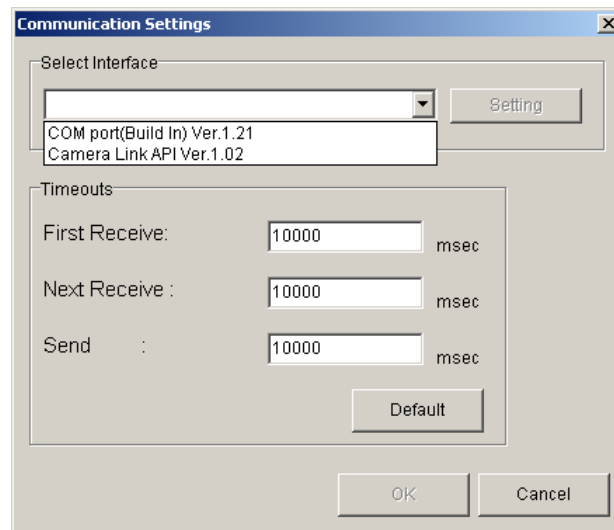 Communication Settings
Select Interface
Setting
COM port(Build In) Ver.1.21
Camera Link API Ver.1.02
Timeouts
First Receive: 10000 msec
Next Receive : 10000 msec
Send : 10000 msec
Default
OK Cancel